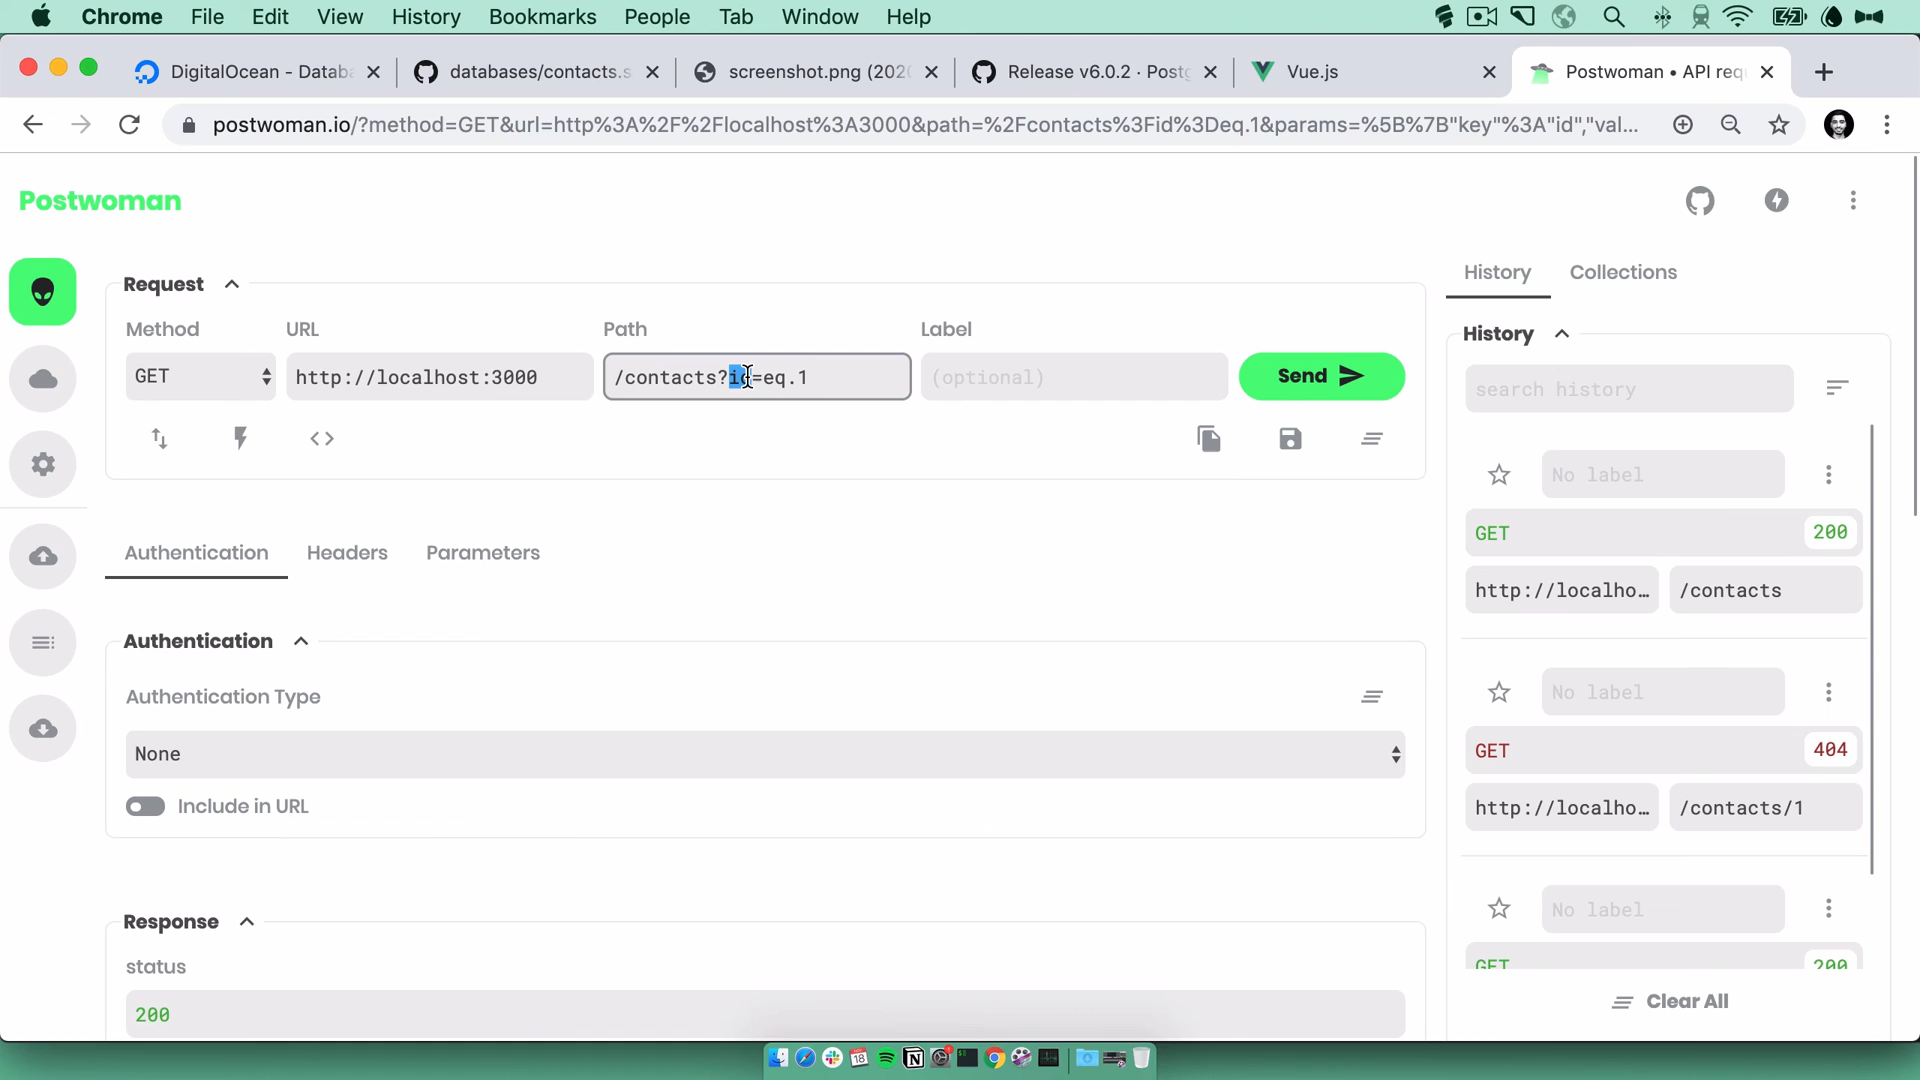 Chrome File Edit View History Bookmarks People Tab Window Help
DigitalOcean - Datab
databases/contacts.s
screenshot.png (202
Release v6.0.2 · Postg
Vue.js
Postwoman • API req
postwoman.io/?method=GET&url=http%3A%2F%2Flocalhost%3A3000&path=%2Fcontacts%3Fid%3Deq.1&params=%5B%7B"key"%3A"id","val...
Postwoman
Request
Method URL Path Label
GET http://localhost:3000 /contacts?id=eq.1 (optional) Send
Authentication Headers Parameters
Authentication
Authentication Type
None
Include in URL
Response
status
200
History Collections
History
search history
No label
GET 200
http://localho... /contacts
No label
GET 404
http://localho... /contacts/1
No label
GET 200
Clear All
18